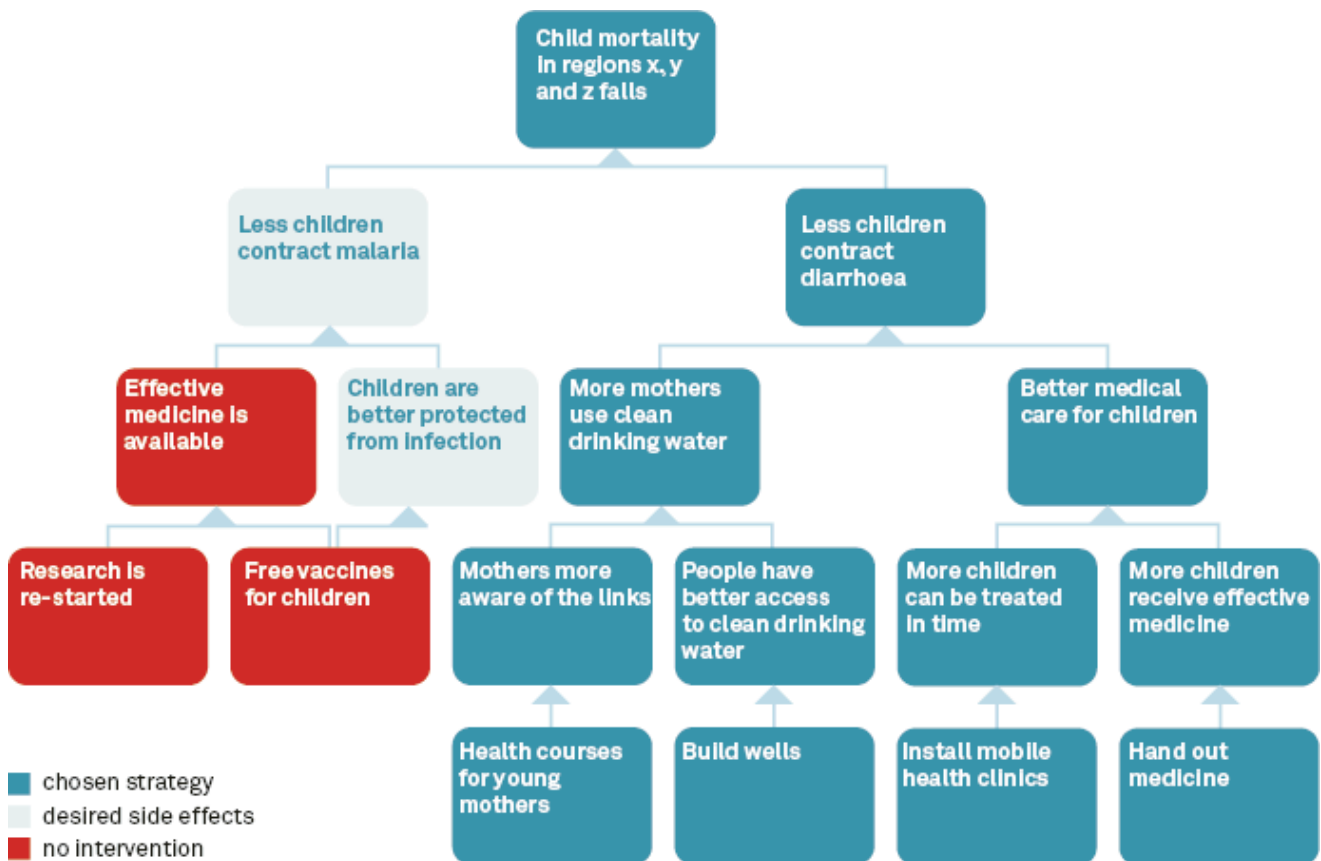 Child mortality
in regions x, y
and z falls
Less children
contract malaria
Less children
contract
diarrhoea
Effective
medicine is
available
Children are
better protected
from infection
More mothers
use clean
drinking water
Better medical
care for children
Research is
re-started
Free vaccines
for children
Mothers more
aware of the links
People have
better access
to clean drinking
water
More children
can be treated
in time
More children
receive effective
medicine
Health courses
for young
mothers
Build wells
Install mobile
health clinics
Hand out
medicine
chosen strategy
desired side effects
no intervention